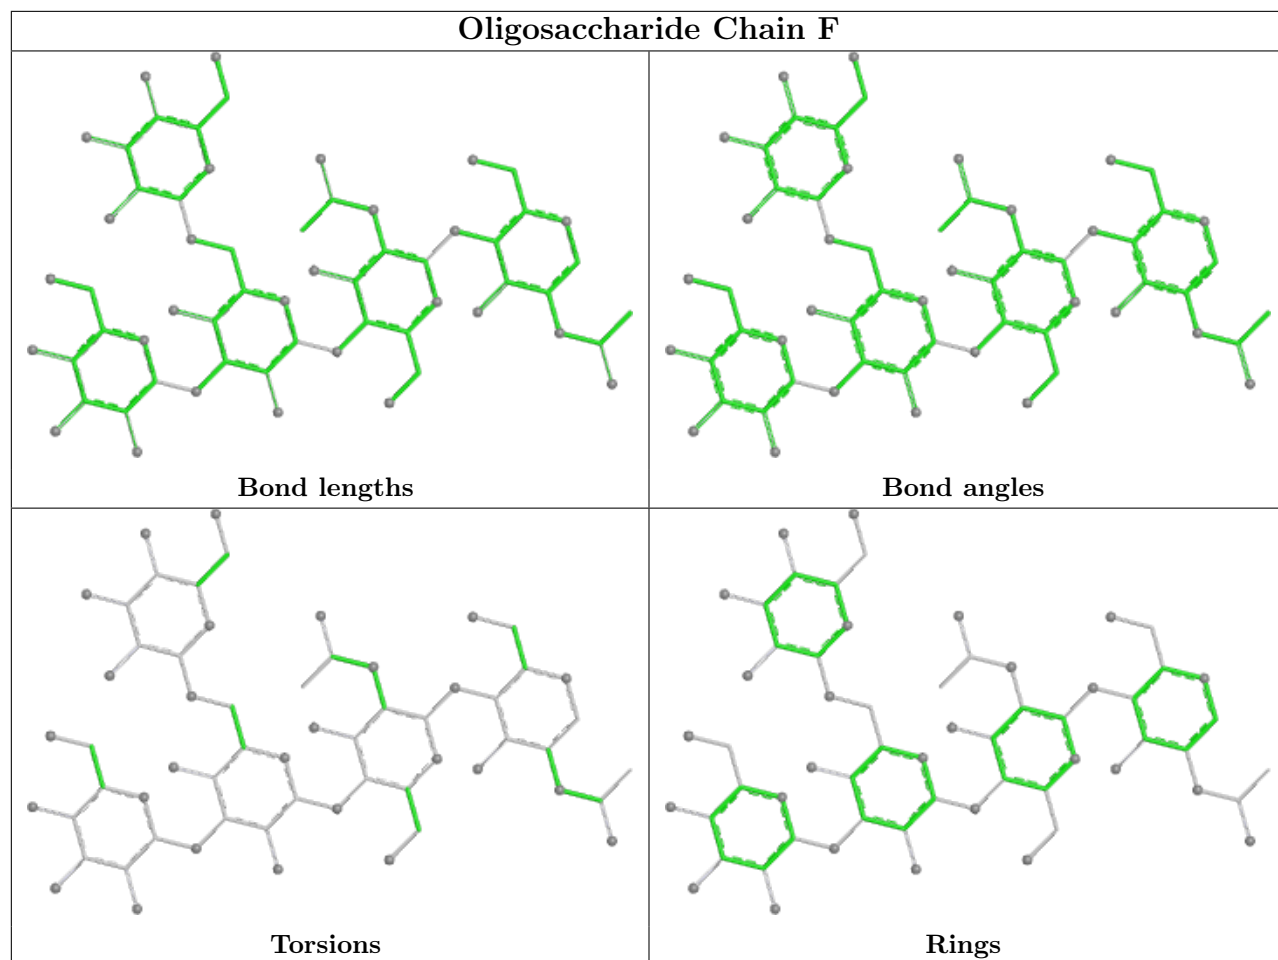 Oligosaccharide Chain F
Bond lengths
Bond angles
Torsions
Rings